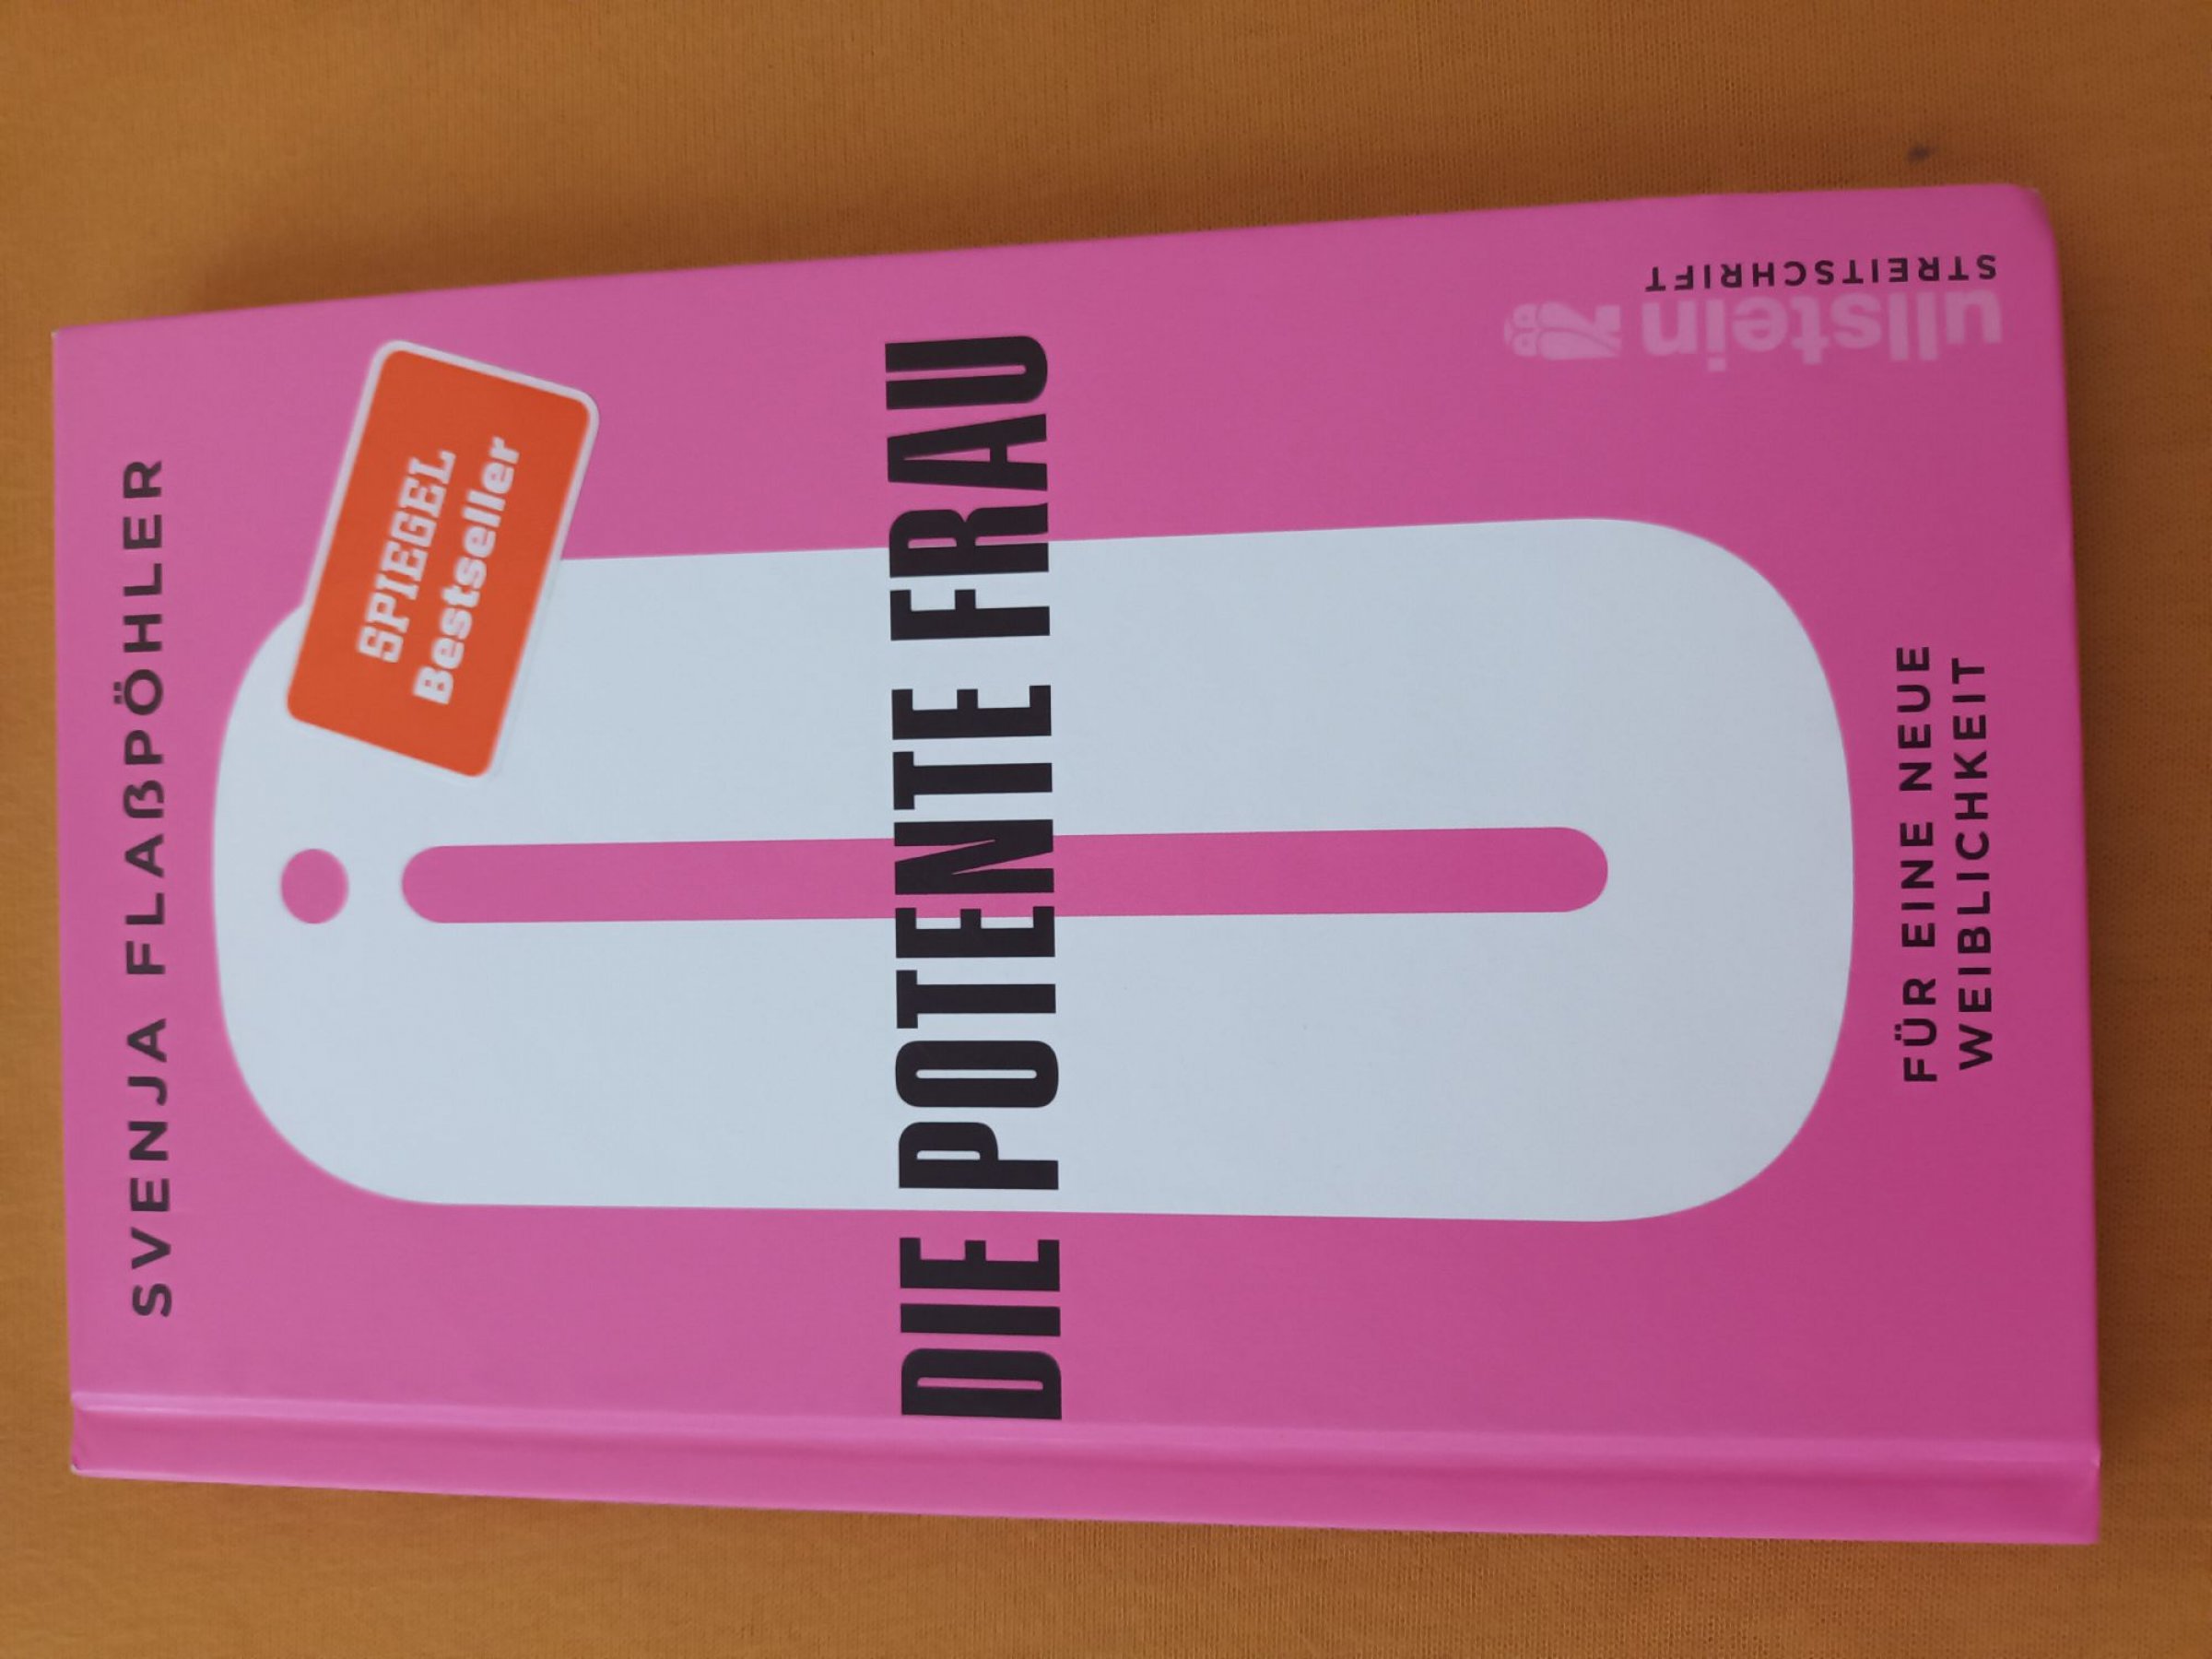 SVENJA FLAẞPÖHLER
SPIEGEL
Bestseller
DIE POTENTE FRAU
FÜR EINE NEUE
WEIBLICHKEIT
ullstein
STREITSCHRIFT